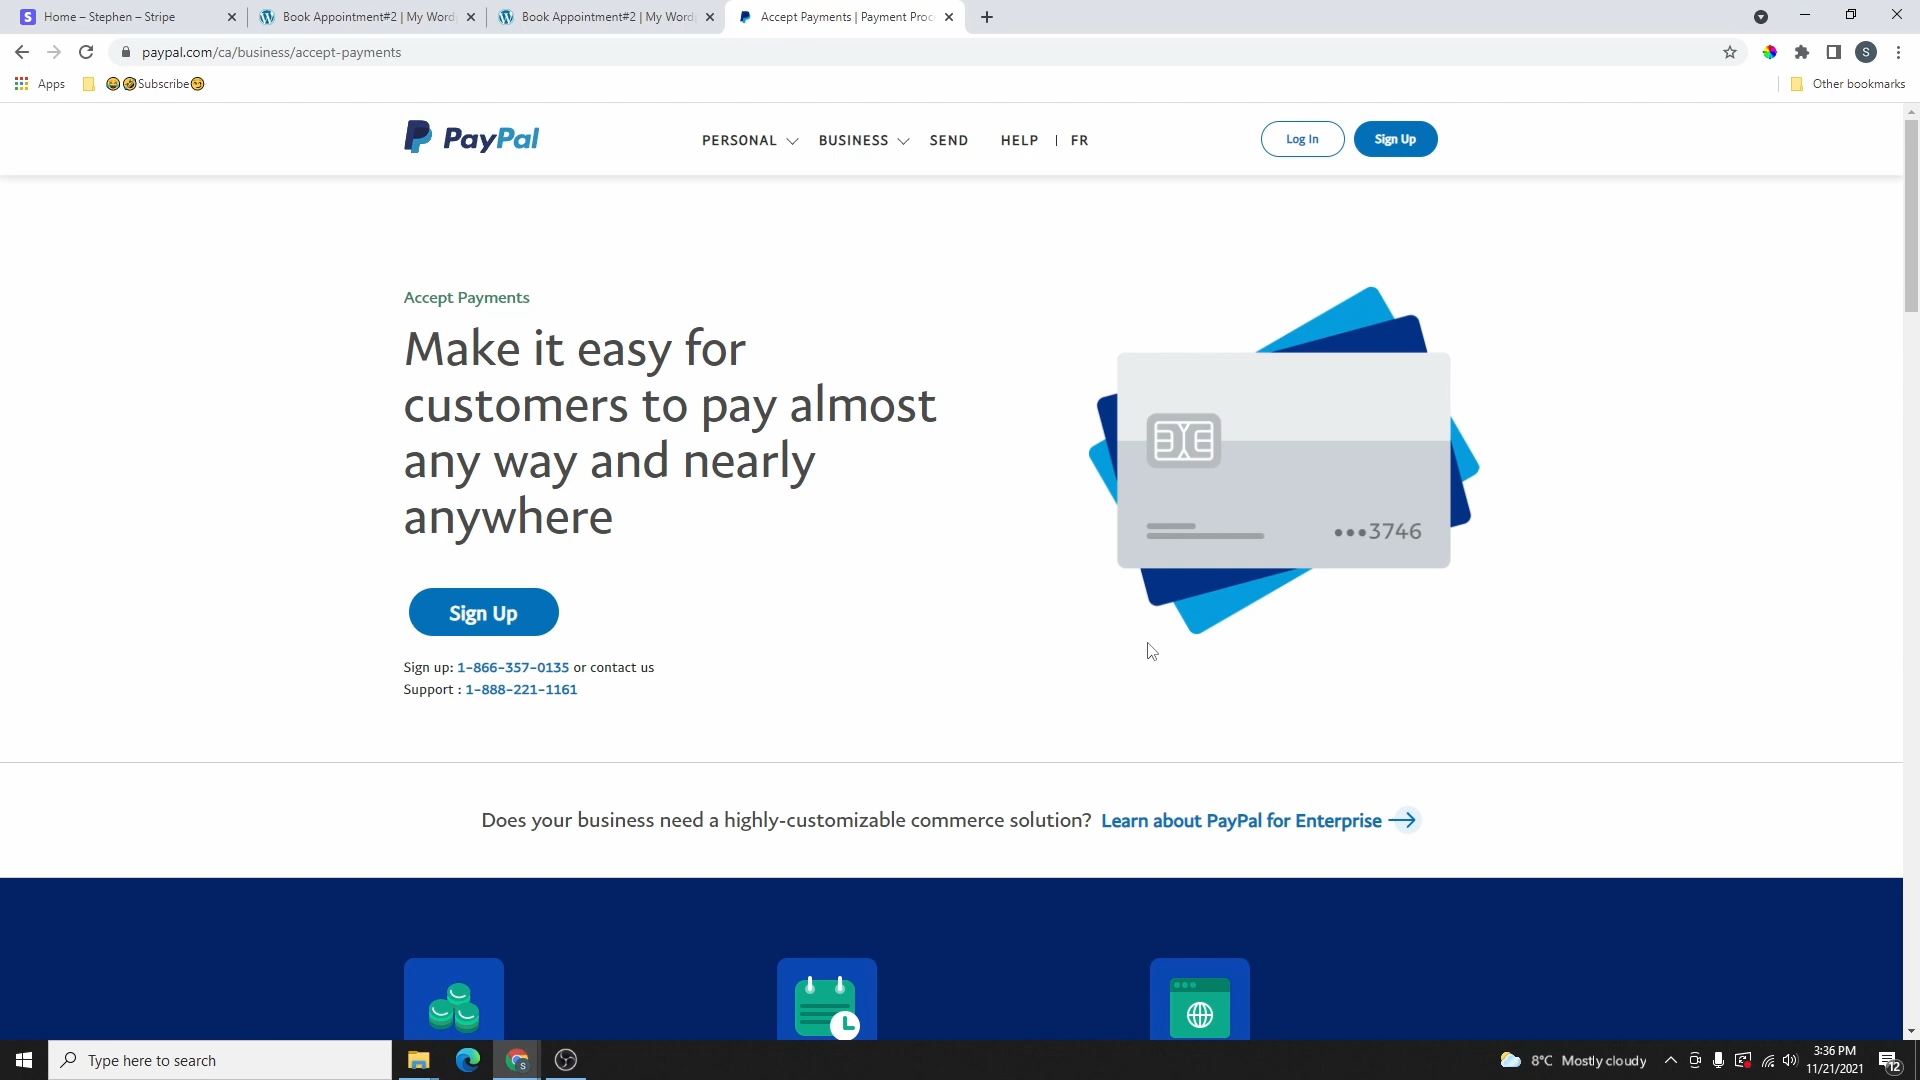 Home – Stephen – Stripe
Book Appointment#2 | My Word
Book Appointment#2 | My Word
Accept Payments | Payment Proc
paypal.com/ca/business/accept-payments
S
Apps
😂🤣Subscribe😏
Other bookmarks
PayPal
PERSONAL
BUSINESS
SEND
HELP
|
FR
Log In
Sign Up
Accept Payments
Make it easy for
customers to pay almost
any way and nearly
anywhere
•••3746
Sign Up
Sign up: 1-866-357-0135 or contact us
Support : 1-888-221-1161
Does your business need a highly-customizable commerce solution? Learn about PayPal for Enterprise
Type here to search
8°C Mostly cloudy
3:36 PM
11/21/2021
12